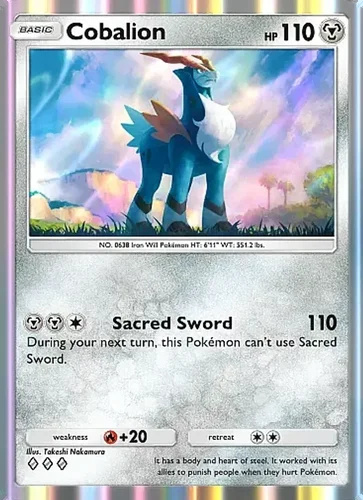 BASIC Cobalion HP 110
NO. 0638 Iron Will Pokémon HT: 6'11" WT: 551.2 lbs.
Sacred Sword 110
During your next turn, this Pokémon can't use Sacred
Sword.
weakness +20 retreat
Illus. Takeshi Nakamura
It has a body and heart of steel. It worked with its
allies to punish people when they hurt Pokémon.